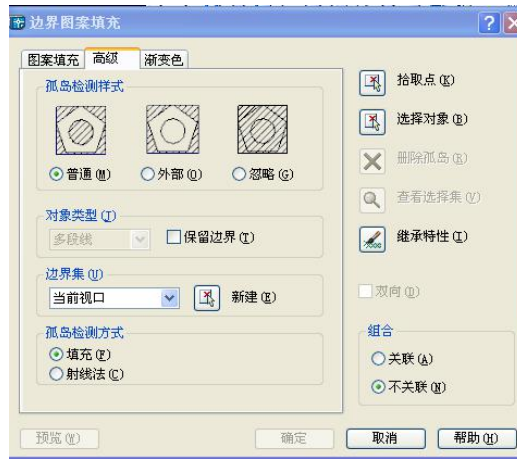 边界图案填充
图案填充 高级 渐变色
孤岛检测样式
普通(M) 外部(O) 忽略(G)
对象类型(J)
多段线 保留边界(T)
边界集(U)
当前视口 新建(E)
孤岛检测方式
填充(F)
射线法(C)
拾取点(K)
选择对象(B)
删除孤岛(R)
查看选择集(V)
继承特性(I)
双向(D)
组合
关联(A)
不关联(N)
预览(W) 确定 取消 帮助(H)